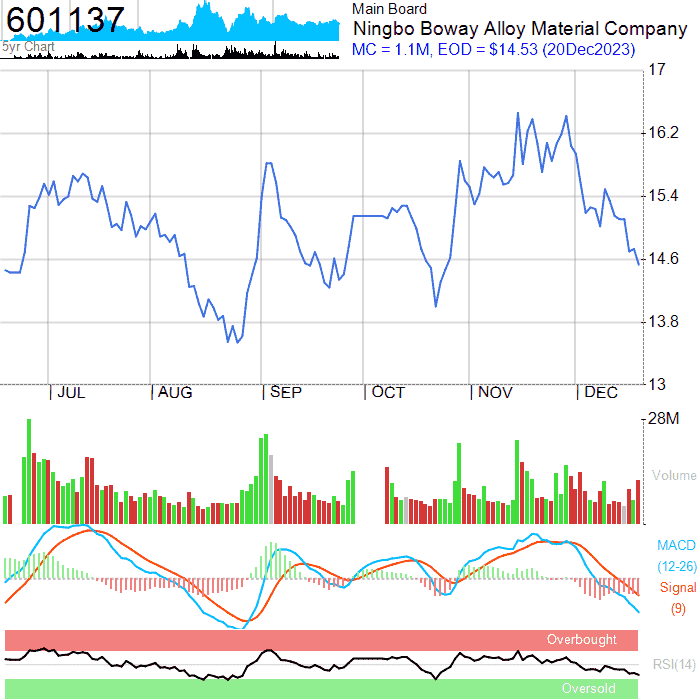 601137
5yr Chart
Main Board
Ningbo Boway Alloy Material Company
MC = 1.1M, EOD = $14.53 (20Dec2023)
17
16.2
15.4
14.6
13.8
13
JUL AUG SEP OCT NOV DEC
28M
Volume
MACD
(12-26)
Signal
(9)
Overbought
RSI(14)
Oversold